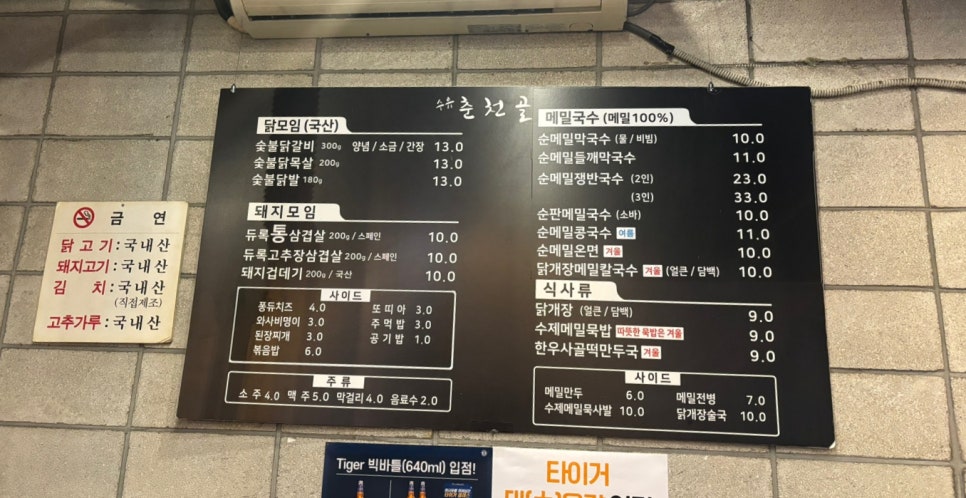 수유 춘천골
닭모임 (국산)
숯불닭갈비 300g 양념 / 소금 / 간장 13.0
숯불닭목살 200g 13.0
숯불닭발 180g 13.0
돼지모임
듀록통삼겹살 200g / 스페인 10.0
듀록고추장삼겹살 200g / 스페인 10.0
돼지껍데기 200g / 국산 10.0
사이드
퐁듀치즈 4.0 또띠아 3.0
와사비명이 3.0 주먹밥 3.0
된장찌개 3.0 공기밥 1.0
볶음밥 6.0
주류
소주 4.0 맥주 5.0 막걸리 4.0 음료수 2.0
메밀국수 (메밀100%)
순메밀막국수 (물 / 비빔) 10.0
순메밀들깨막국수 11.0
순메밀쟁반국수 (2인) 23.0
(3인) 33.0
순판메밀국수 (소바) 10.0
순메밀콩국수 여름 11.0
순메밀온면 겨울 10.0
닭개장메밀칼국수 겨울 (얼큰 / 담백) 10.0
식사류
닭개장 (얼큰 / 담백) 9.0
수제메밀묵밥 따뜻한 묵밥은 겨울 9.0
한우사골떡만두국 겨울 9.0
사이드
메밀만두 6.0 메밀전병 7.0
수제메밀묵사발 10.0 닭개장술국 10.0
금연
닭고기 : 국내산
돼지고기 : 국내산
김치 : 국내산
(직접제조)
고추가루 : 국내산
Tiger 빅바틀(640ml) 입점!
타이거